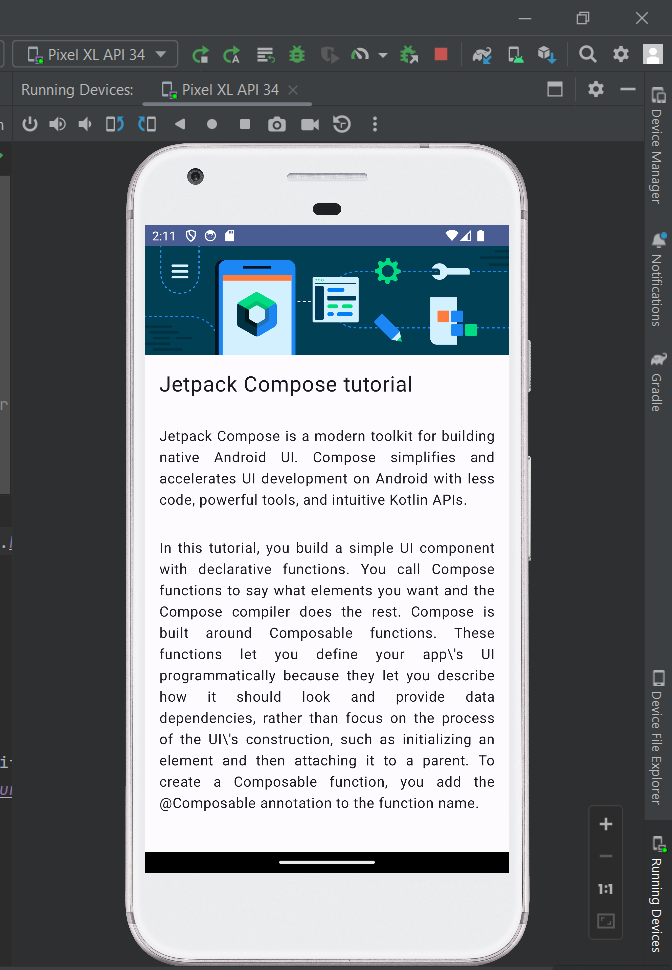 Pixel XL API 34
Running Devices:
Pixel XL API 34
2:11
Jetpack Compose tutorial
Jetpack Compose is a modern toolkit for building
native Android UI. Compose simplifies and
accelerates UI development on Android with less
code, powerful tools, and intuitive Kotlin APIs.
In this tutorial, you build a simple UI component
with declarative functions. You call Compose
functions to say what elements you want and the
Compose compiler does the rest. Compose is
built around Composable functions. These
functions let you define your app\'s UI
programmatically because they let you describe
how it should look and provide data
dependencies, rather than focus on the process
of the UI\'s construction, such as initializing an
element and then attaching it to a parent. To
create a Composable function, you add the
@Composable annotation to the function name.
Device Manager
Notifications
Gradle
Device File Explorer
1:1
Running Devices